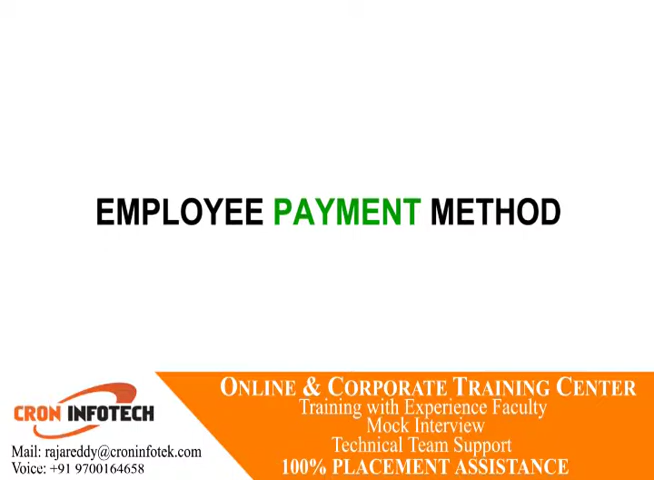 EMPLOYEE PAYMENT METHOD
CRON INFOTECH
Mail: rajareddy@croninfotek.com
Voice: +91 9700164658
ONLINE & CORPORATE TRAINING CENTER
Training with Experience Faculty
Mock Interview
Technical Team Support
100% PLACEMENT ASSISTANCE